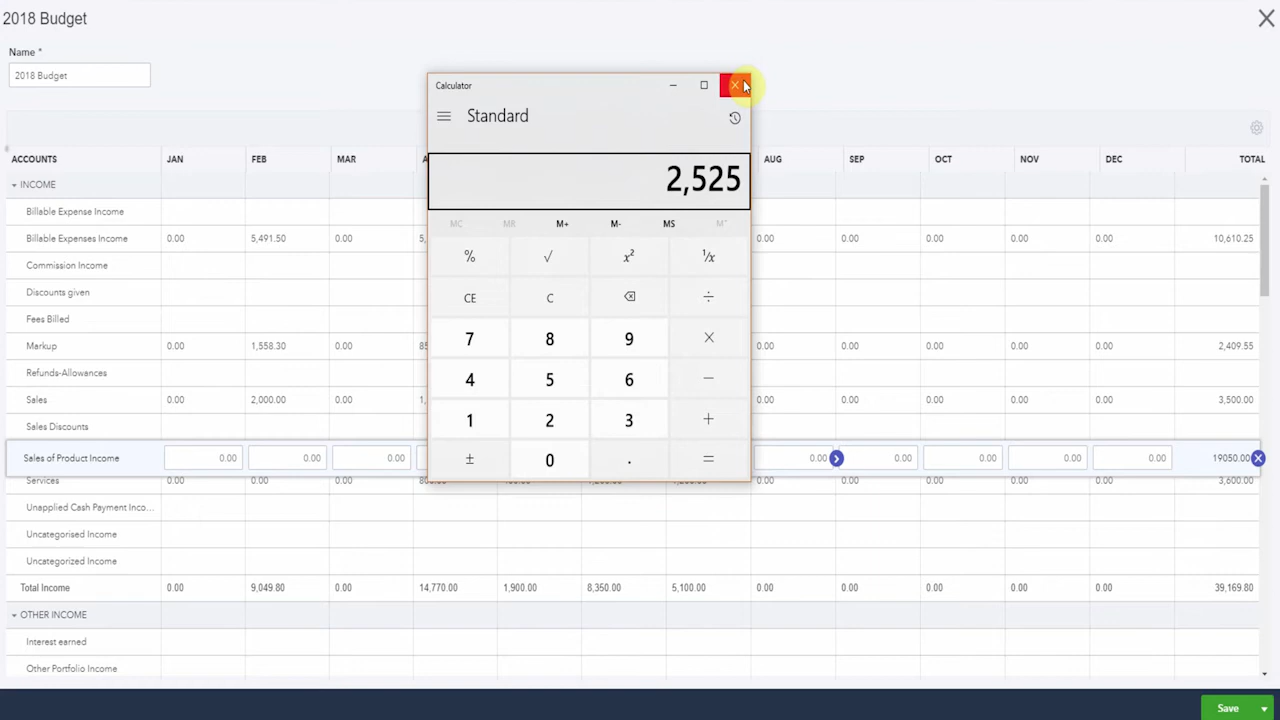 2018 Budget
Name *
2018 Budget
Calculator
Standard
2,525
MC MR M+ M- MS M˅
% √ x² ¹/x
CE C ÷
7 8 9 ×
4 5 6 −
1 2 3 +
± 0 . =
ACCOUNTS JAN FEB MAR AUG SEP OCT NOV DEC TOTAL
INCOME
Billable Expense Income
Billable Expenses Income 0.00 5,491.50 0.00 5, 0.00 0.00 0.00 0.00 0.00 10,610.25
Commission Income
Discounts given
Fees Billed
Markup 0.00 1,558.30 0.00 85 0.00 0.00 0.00 0.00 0.00 2,409.55
Refunds-Allowances
Sales 0.00 2,000.00 0.00 1, 0.00 0.00 0.00 0.00 0.00 3,500.00
Sales Discounts
Sales of Product Income 0.00 0.00 0.00 0.00 0.00 0.00 0.00 0.00 19050.00
Services 0.00 0.00 0.00 0.00 0.00 0.00 0.00 0.00 3,600.00
Unapplied Cash Payment Inco...
Uncategorised Income
Uncategorized Income
Total Income 0.00 9,049.80 0.00 14,770.00 1,900.00 8,350.00 5,100.00 0.00 0.00 0.00 0.00 0.00 39,169.80
OTHER INCOME
Interest earned
Other Portfolio Income
Save